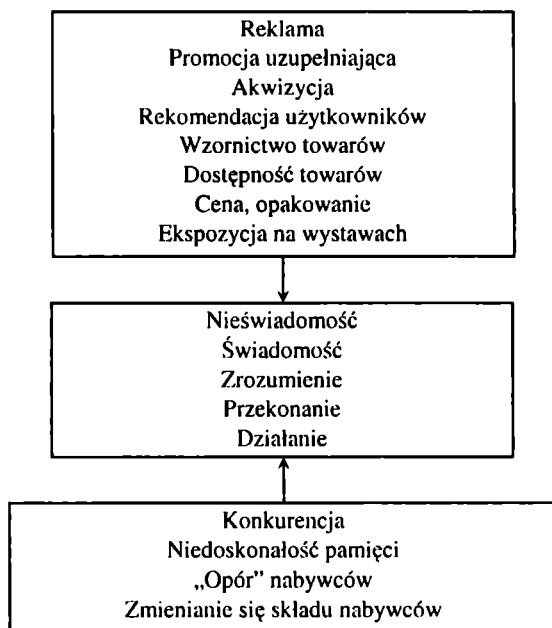 Reklama
Promocja uzupełniająca
Akwizycja
Rekomendacja użytkowników
Wzornictwo towarów
Dostępność towarów
Cena, opakowanie
Ekspozycja na wystawach
Nieświadomość
Świadomość
Zrozumienie
Przekonanie
Działanie
Konkurencja
Niedoskonałość pamięci
„Opór” nabywców
Zmienianie się składu nabywców